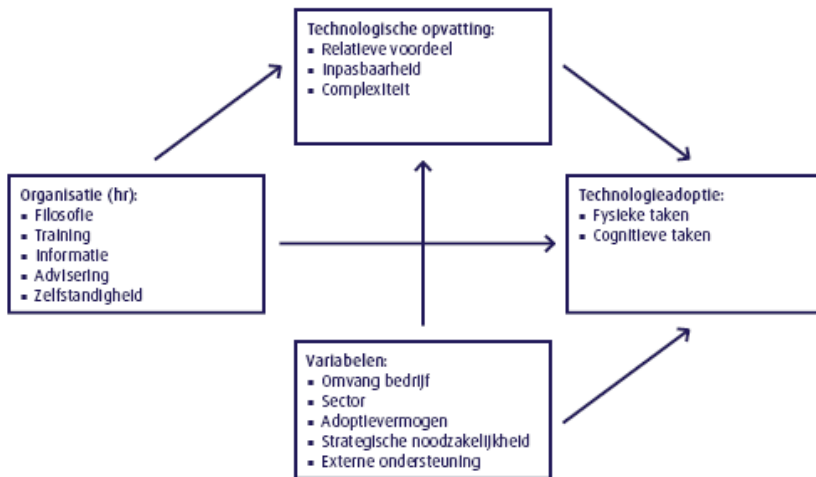 Technologische opvatting:
▪ Relatieve voordeel
▪ Inpasbaarheid
▪ Complexiteit
Organisatie (hr):
▪ Filosofie
▪ Training
▪ Informatie
▪ Advisering
▪ Zelfstandigheid
Technologieadoptie:
▪ Fysieke taken
▪ Cognitieve taken
Variabelen:
▪ Omvang bedrijf
▪ Sector
▪ Adoptievermogen
▪ Strategische noodzakelijkheid
▪ Externe ondersteuning